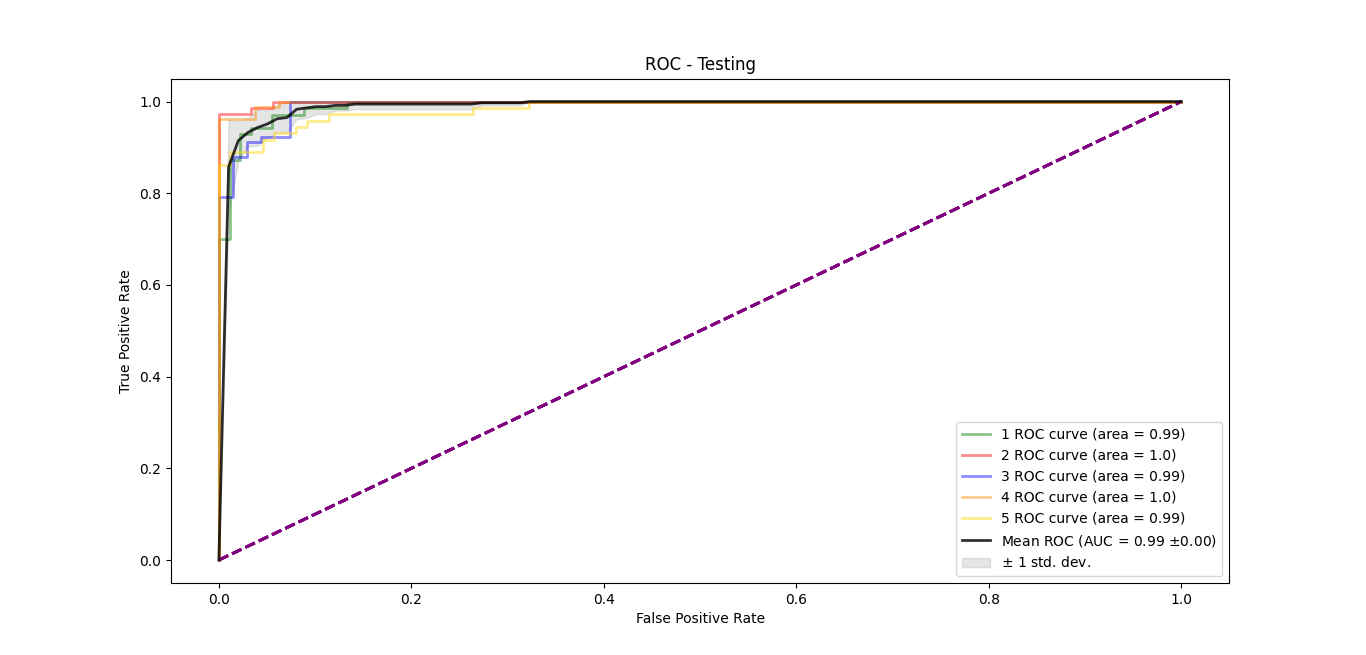 ROC - Testing
True Positive Rate
1.0
0.8
0.6
0.4
0.2
0.0
1 ROC curve (area = 0.99)
2 ROC curve (area = 1.0)
3 ROC curve (area = 0.99)
4 ROC curve (area = 1.0)
5 ROC curve (area = 0.99)
Mean ROC (AUC = 0.99 ±0.00)
± 1 std. dev.
0.0 0.2 0.4 0.6 0.8 1.0
False Positive Rate